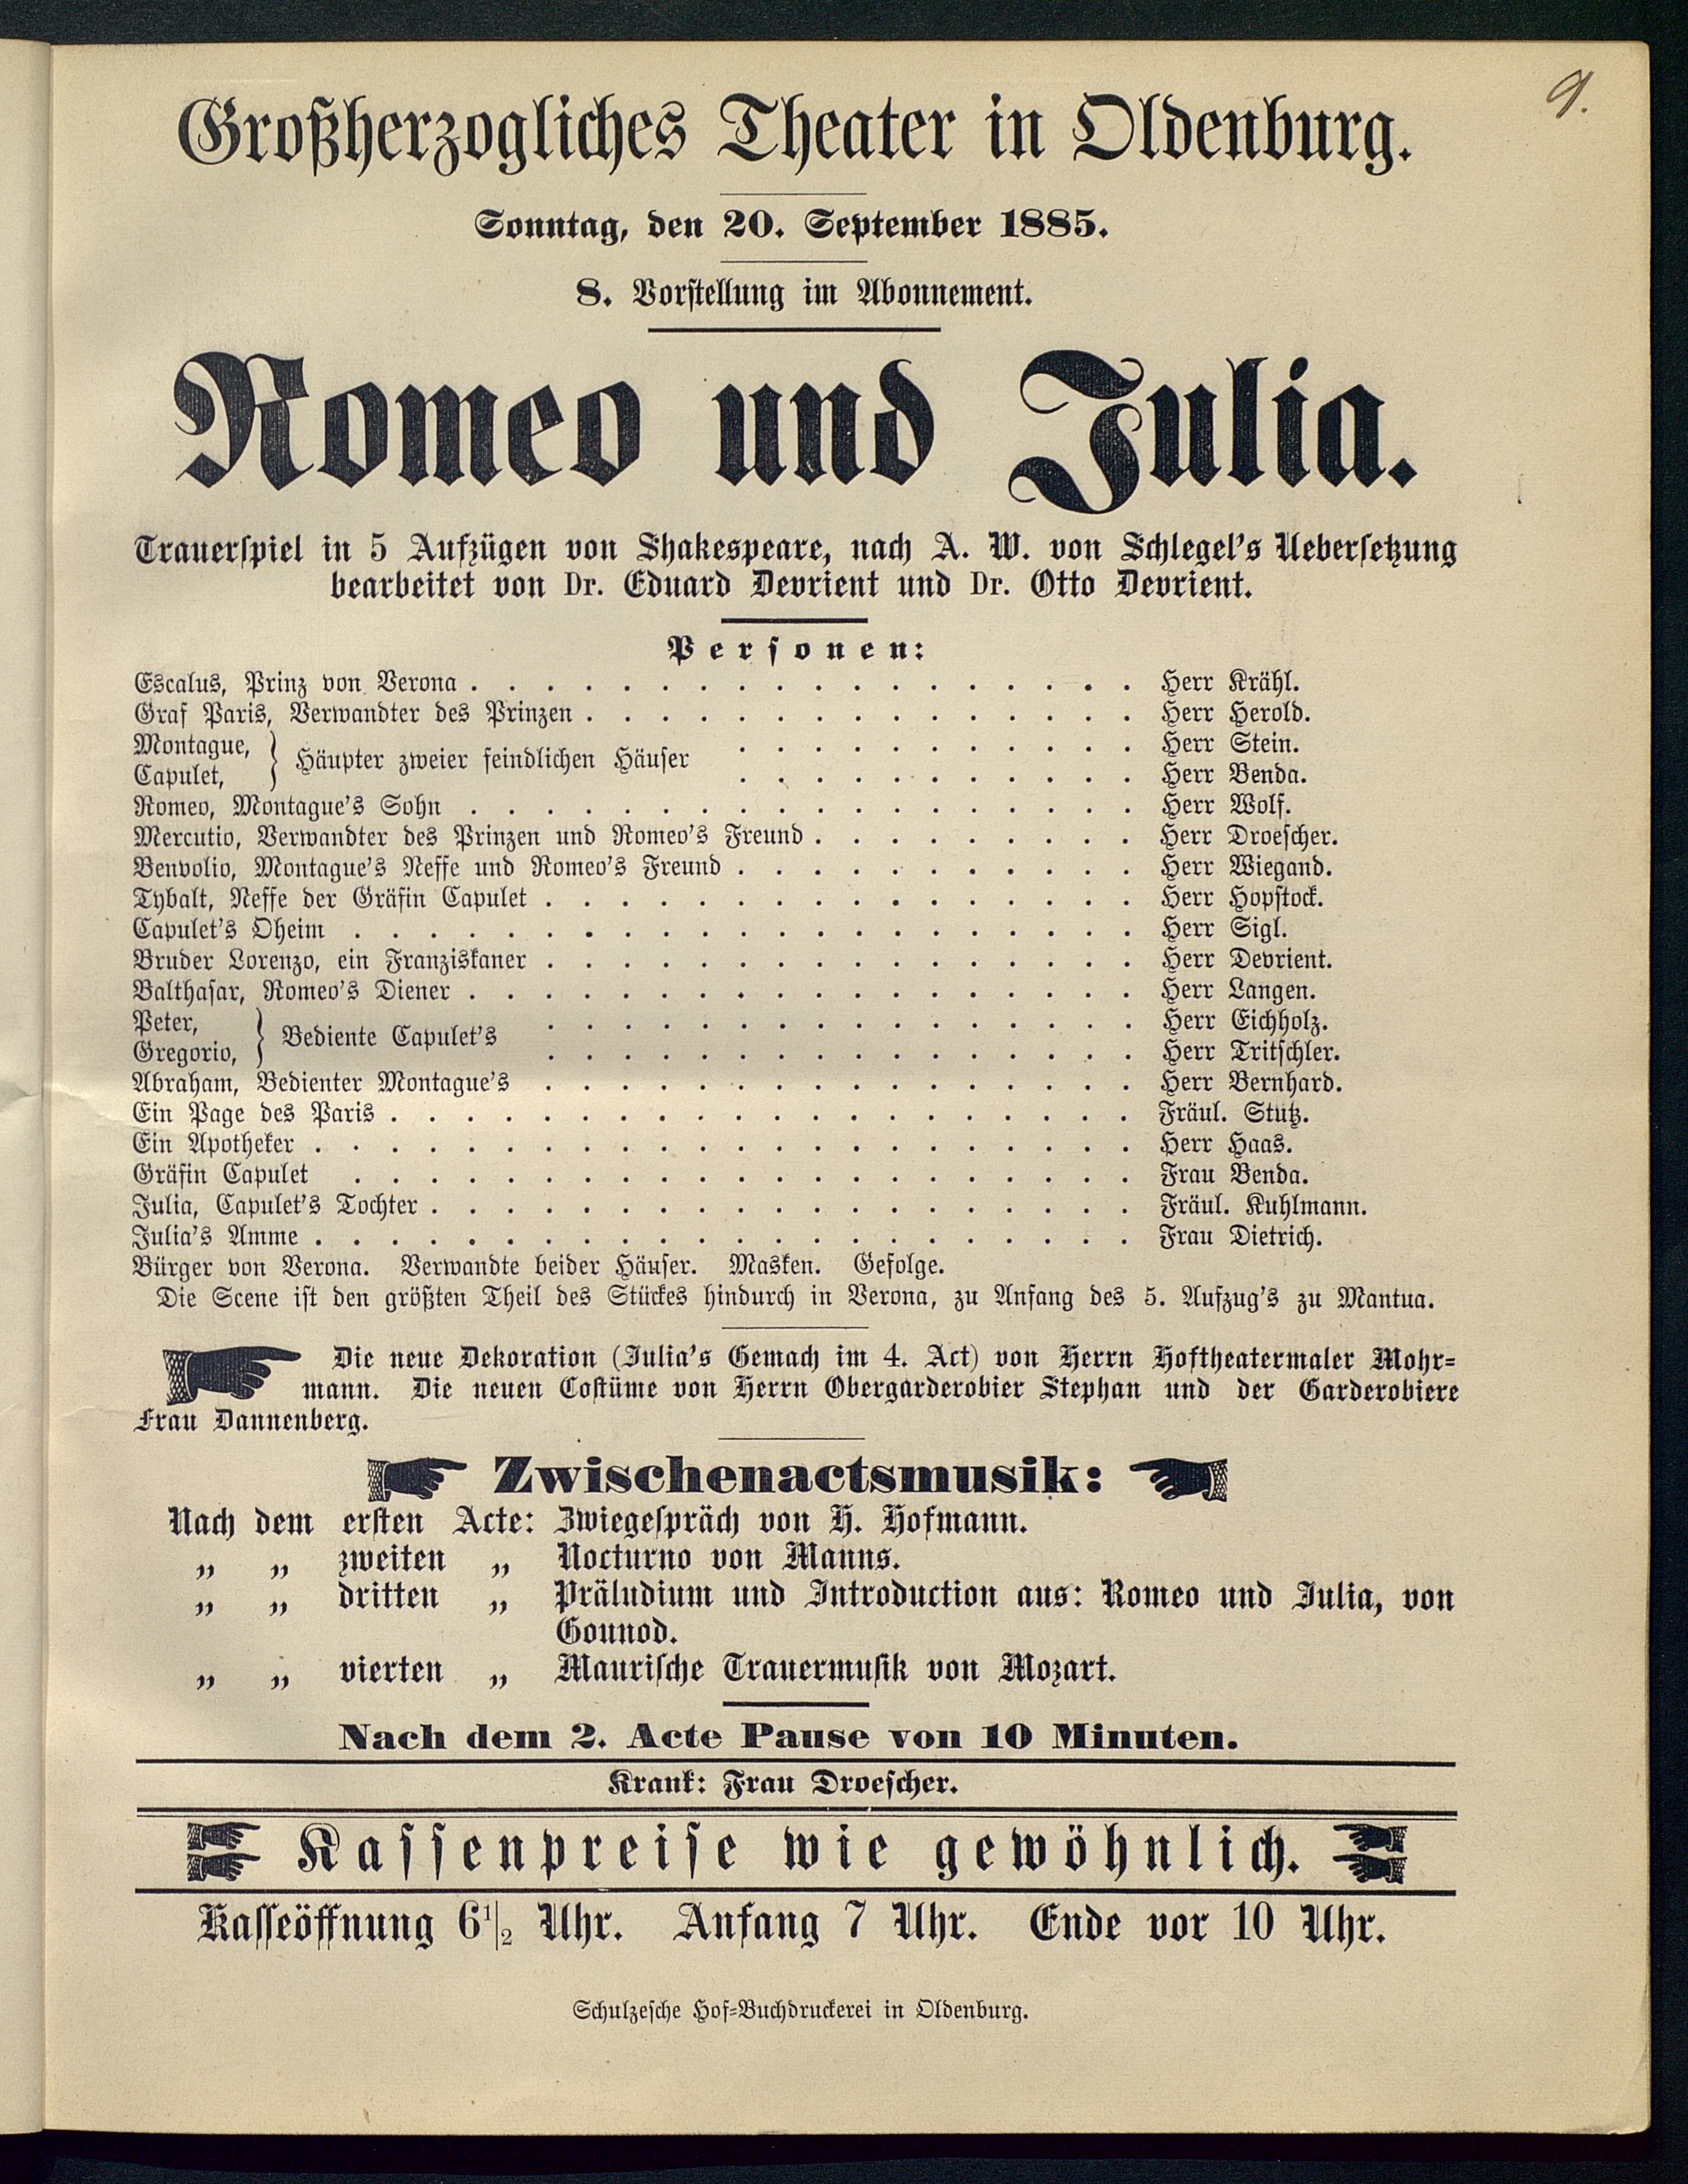 9.
Großherzogliches Theater in Oldenburg.
Sonntag, den 20. September 1885.
8. Vorstellung im Abonnement.
Romeo und Julia.
Trauerspiel in 5 Aufzügen von Shakespeare, nach A. W. von Schlegel's Uebersetzung
bearbeitet von Dr. Eduard Devrient und Dr. Otto Devrient.
Personen:
Escalus, Prinz von Verona . . . . . . . . . . . . . . . . . . Herr Krähl.
Graf Paris, Verwandter des Prinzen . . . . . . . . . . . . . . . Herr Herold.
Montague, } Häupter zweier feindlichen Häuser . . . . . . . . . . . Herr Stein.
Capulet, . . . . . . . . . . . Herr Benda.
Romeo, Montague's Sohn . . . . . . . . . . . . . . . . . . Herr Wolf.
Mercutio, Verwandter des Prinzen und Romeo's Freund . . . . . . . . . Herr Droescher.
Benvolio, Montague's Neffe und Romeo's Freund . . . . . . . . . . . Herr Wiegand.
Tybalt, Neffe der Gräfin Capulet . . . . . . . . . . . . . . . . Herr Hopstock.
Capulet's Oheim . . . . . . . . . . . . . . . . . . . . . Herr Sigl.
Bruder Lorenzo, ein Franziskaner . . . . . . . . . . . . . . . . Herr Devrient.
Balthasar, Romeo's Diener . . . . . . . . . . . . . . . . . . Herr Langen.
Peter, } Bediente Capulet's . . . . . . . . . . . . . . . . Herr Eichholz.
Gregorio, . . . . . . . . . . . . . . . . Herr Tritschler.
Abraham, Bedienter Montague's . . . . . . . . . . . . . . . . Herr Bernhard.
Ein Page des Paris . . . . . . . . . . . . . . . . . . . . Fräul. Stutz.
Ein Apotheker . . . . . . . . . . . . . . . . . . . . . . Herr Haas.
Gräfin Capulet . . . . . . . . . . . . . . . . . . . . . Frau Benda.
Julia, Capulet's Tochter . . . . . . . . . . . . . . . . . . . Fräul. Kuhlmann.
Julia's Amme . . . . . . . . . . . . . . . . . . . . . . Frau Dietrich.
Bürger von Verona. Verwandte beider Häuser. Masken. Gefolge.
Die Scene ist den größten Theil des Stückes hindurch in Verona, zu Anfang des 5. Aufzug's zu Mantua.
Die neue Dekoration (Julia's Gemach im 4. Act) von Herrn Hoftheatermaler Mohr-
mann. Die neuen Costüme von Herrn Obergarderobier Stephan und der Garderobiere
Frau Dannenberg.
Zwischenactsmusik:
Nach dem ersten Acte: Zwiegespräch von H. Hofmann.
„ „ zweiten „ Nocturno von Manns.
„ „ dritten „ Präludium und Introduction aus: Romeo und Julia, von
Gounod.
„ „ vierten „ Maurische Trauermusik von Mozart.
Nach dem 2. Acte Pause von 10 Minuten.
Krank: Frau Droescher.
Kassenpreise wie gewöhnlich.
Kasseöffnung 6 1/2 Uhr. Anfang 7 Uhr. Ende vor 10 Uhr.
Schulzesche Hof-Buchdruckerei in Oldenburg.